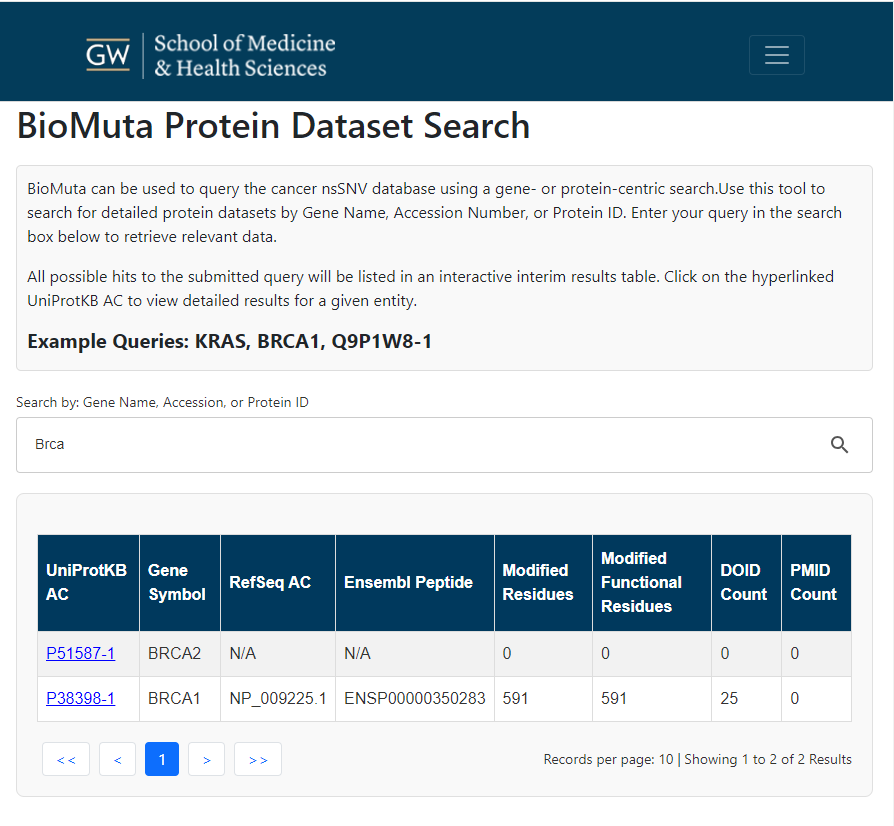 GW School of Medicine
& Health Sciences
BioMuta Protein Dataset Search
BioMuta can be used to query the cancer nsSNV database using a gene- or protein-centric search.Use this tool to
search for detailed protein datasets by Gene Name, Accession Number, or Protein ID. Enter your query in the search
box below to retrieve relevant data.
All possible hits to the submitted query will be listed in an interactive interim results table. Click on the hyperlinked
UniProtKB AC to view detailed results for a given entity.
Example Queries: KRAS, BRCA1, Q9P1W8-1
Search by: Gene Name, Accession, or Protein ID
Brca
UniProtKB AC Gene Symbol RefSeq AC Ensembl Peptide Modified Residues Modified Functional Residues DOID Count PMID Count
P51587-1 BRCA2 N/A N/A 0 0 0 0
P38398-1 BRCA1 NP_009225.1 ENSP00000350283 591 591 25 0
<< < 1 > >> Records per page: 10 | Showing 1 to 2 of 2 Results